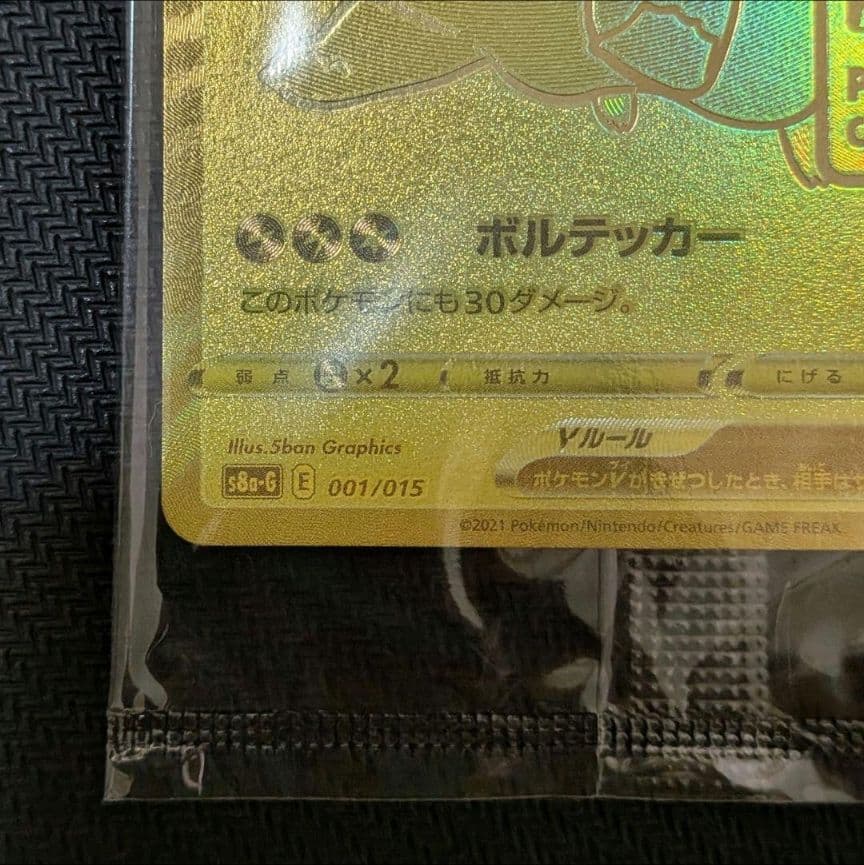 ボルテッカー
このポケモンにも30ダメージ。
弱点 ×2 抵抗力 にげる
Illus.5ban Graphics
Vルール
s8a-G E 001/015
ポケモンVがきぜつしたとき、相手は
©2021 Pokémon/Nintendo/Creatures/GAME FREAK